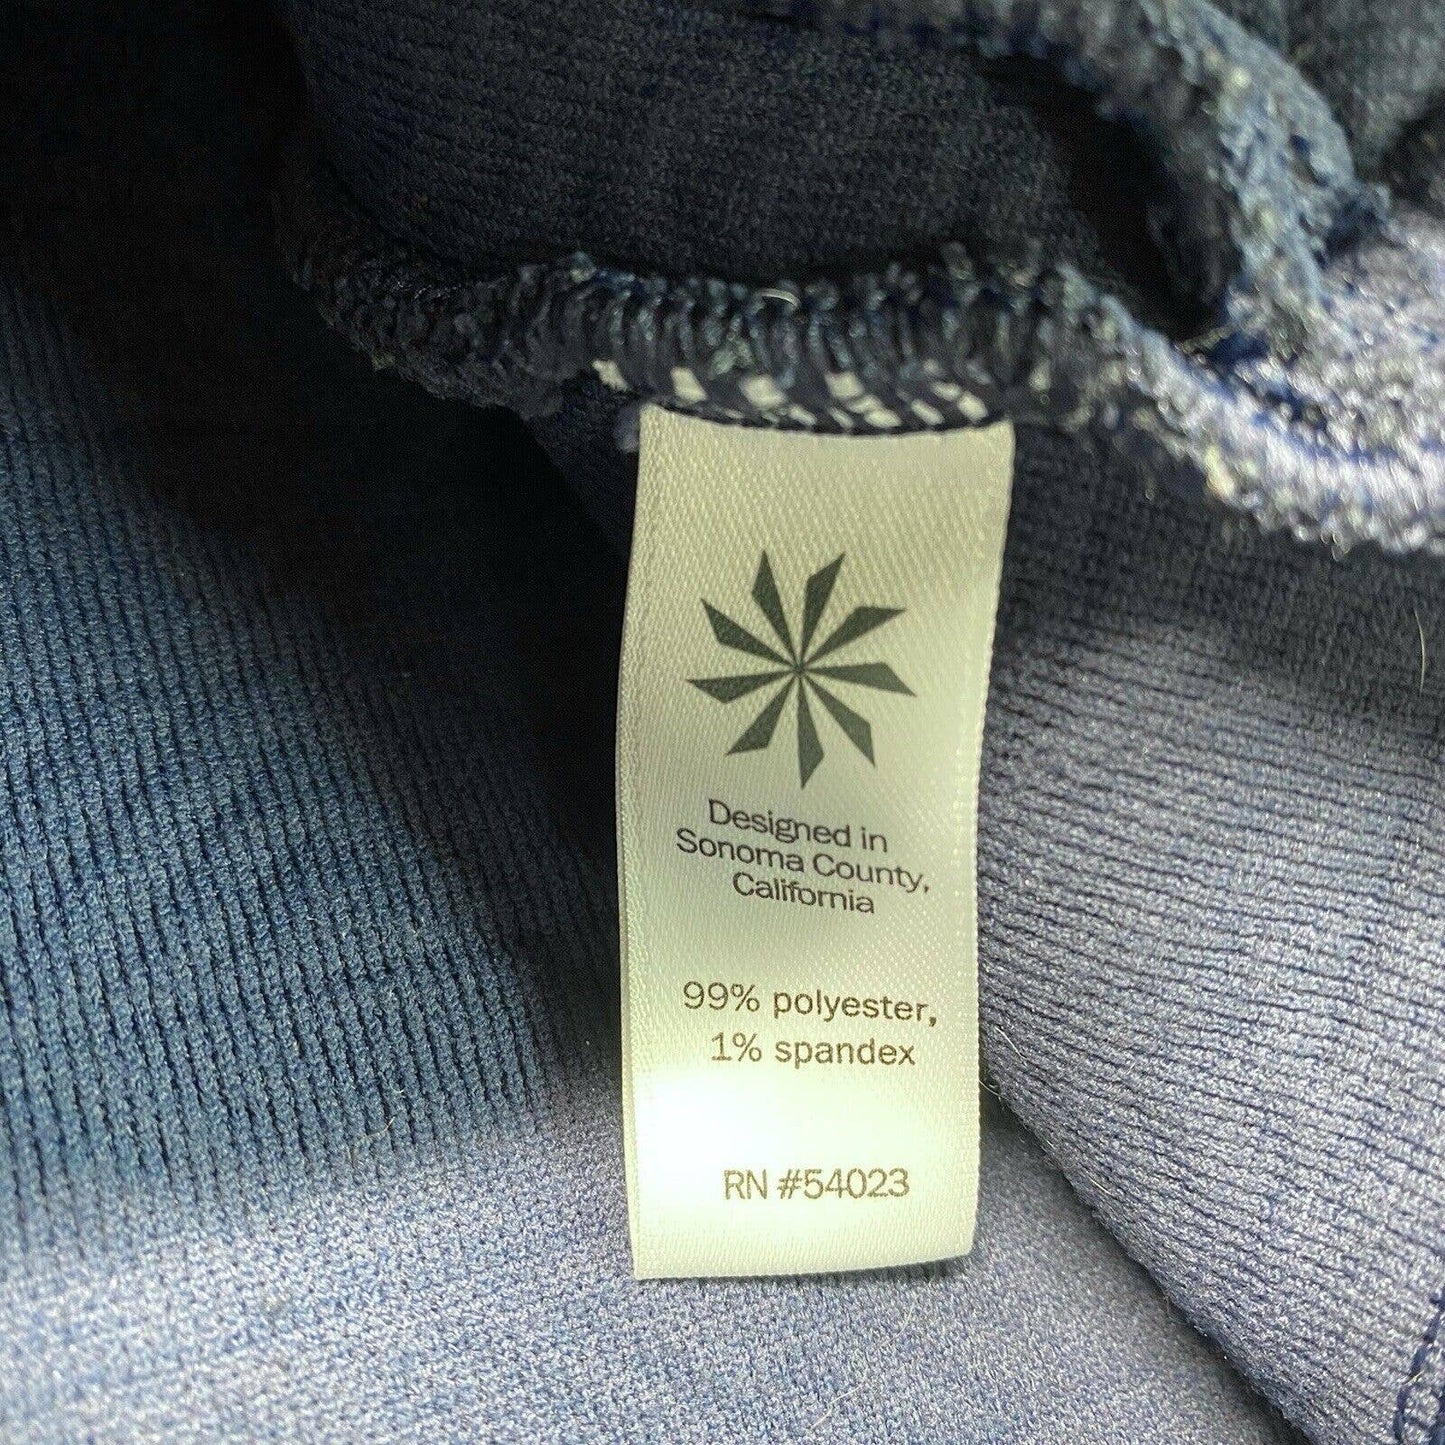 Designed in
Sonoma County,
California
99% polyester,
1% spandex
RN #54023